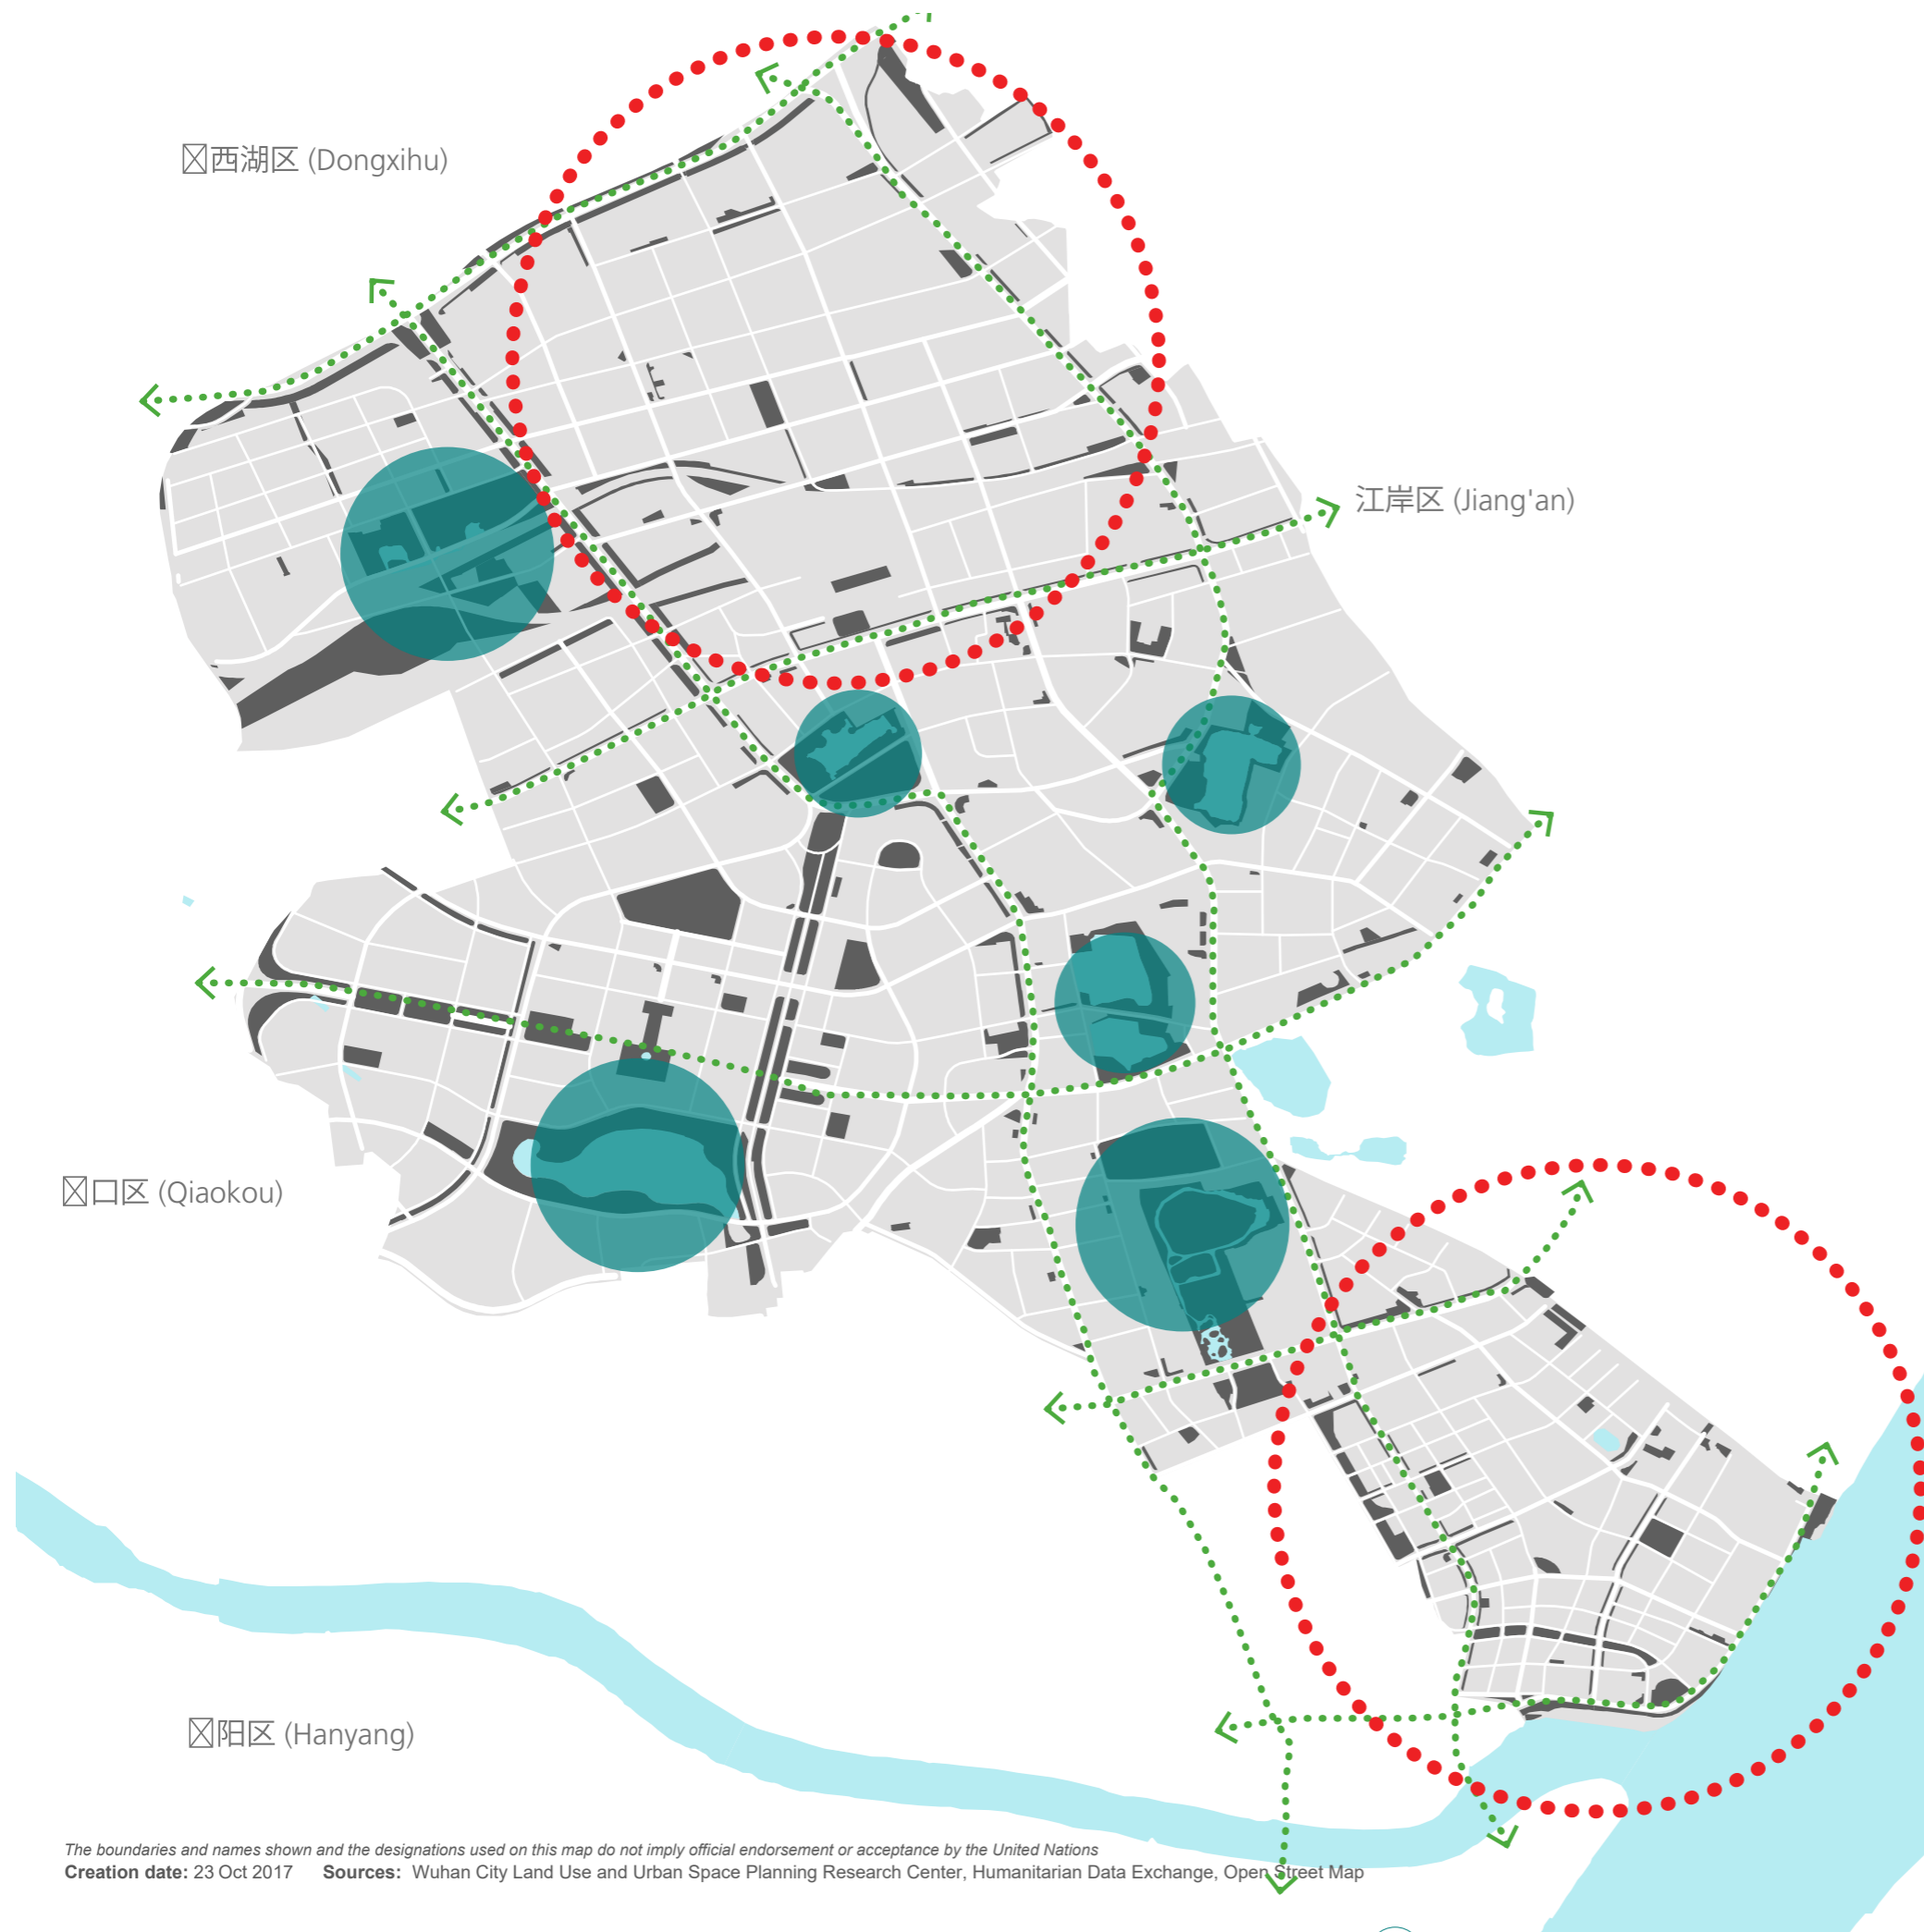 西湖区 (Dongxihu)
江岸区 (Jiang'an)
口区 (Qiaokou)
阳区 (Hanyang)
The boundaries and names shown and the designations used on this map do not imply official endorsement or acceptance by the United Nations
Creation date: 23 Oct 2017 Sources: Wuhan City Land Use and Urban Space Planning Research Center, Humanitarian Data Exchange, Open Street Map